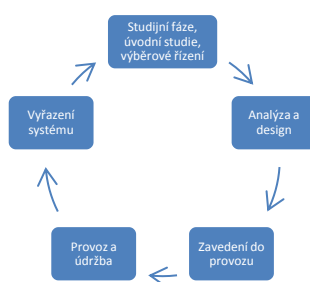 Studijní fáze,
úvodní studie,
výběrové řízení
Analýza a
design
Zavedení do
provozu
Provoz a
údržba
Vyřazení
systému